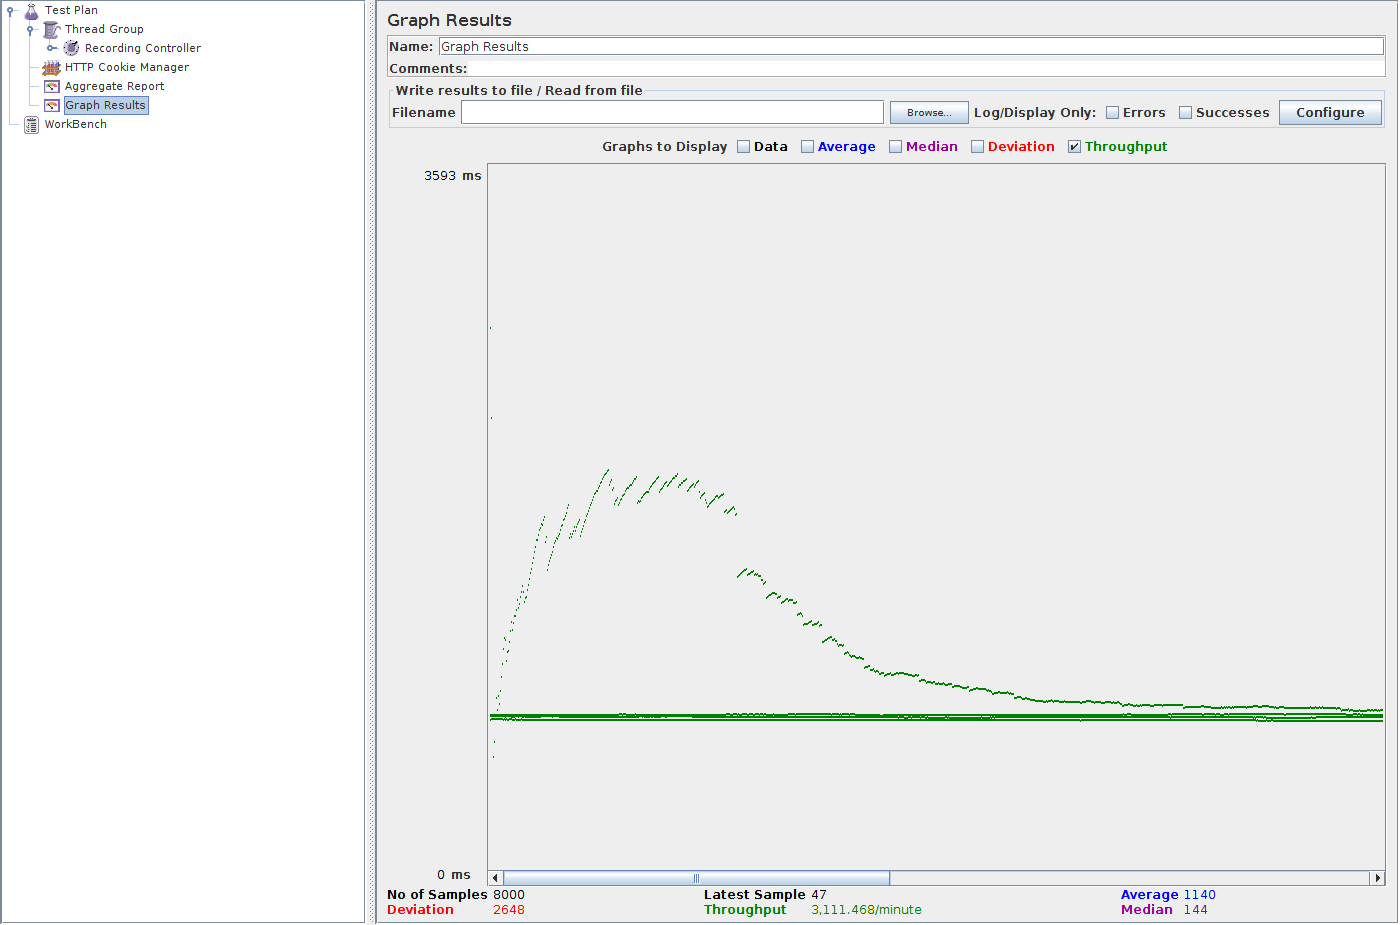 Test Plan
Thread Group
Recording Controller
HTTP Cookie Manager
Aggregate Report
Graph Results
WorkBench
Graph Results
Name: Graph Results
Comments:
Write results to file / Read from file
Filename Browse... Log/Display Only: Errors Successes Configure
Graphs to Display Data Average Median Deviation Throughput
3593 ms
0 ms
No of Samples 8000 Latest Sample 47 Average 1140
Deviation 2648 Throughput 3,111.468/minute Median 144